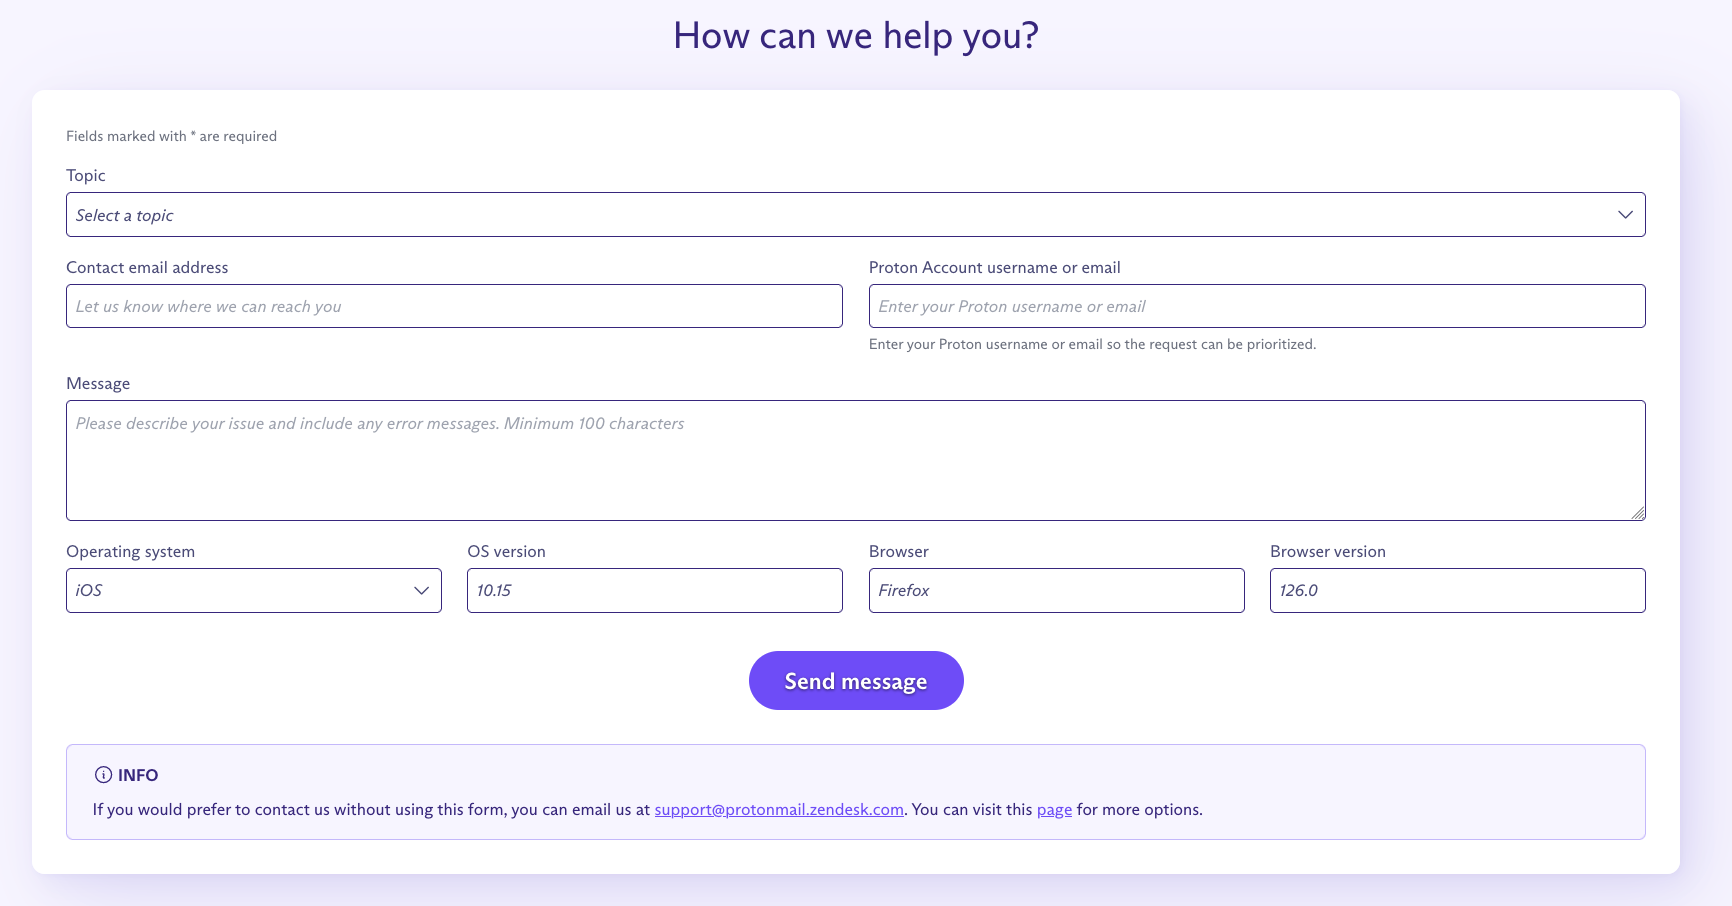 How can we help you?
Fields marked with * are required
Topic
Select a topic
Contact email address
Proton Account username or email
Let us know where we can reach you
Enter your Proton username or email
Enter your Proton username or email so the request can be prioritized.
Message
Please describe your issue and include any error messages. Minimum 100 characters
Operating system
OS version
Browser
Browser version
iOS
10.15
Firefox
126.0
Send message
INFO
If you would prefer to contact us without using this form, you can email us at support@protonmail.zendesk.com. You can visit this page for more options.